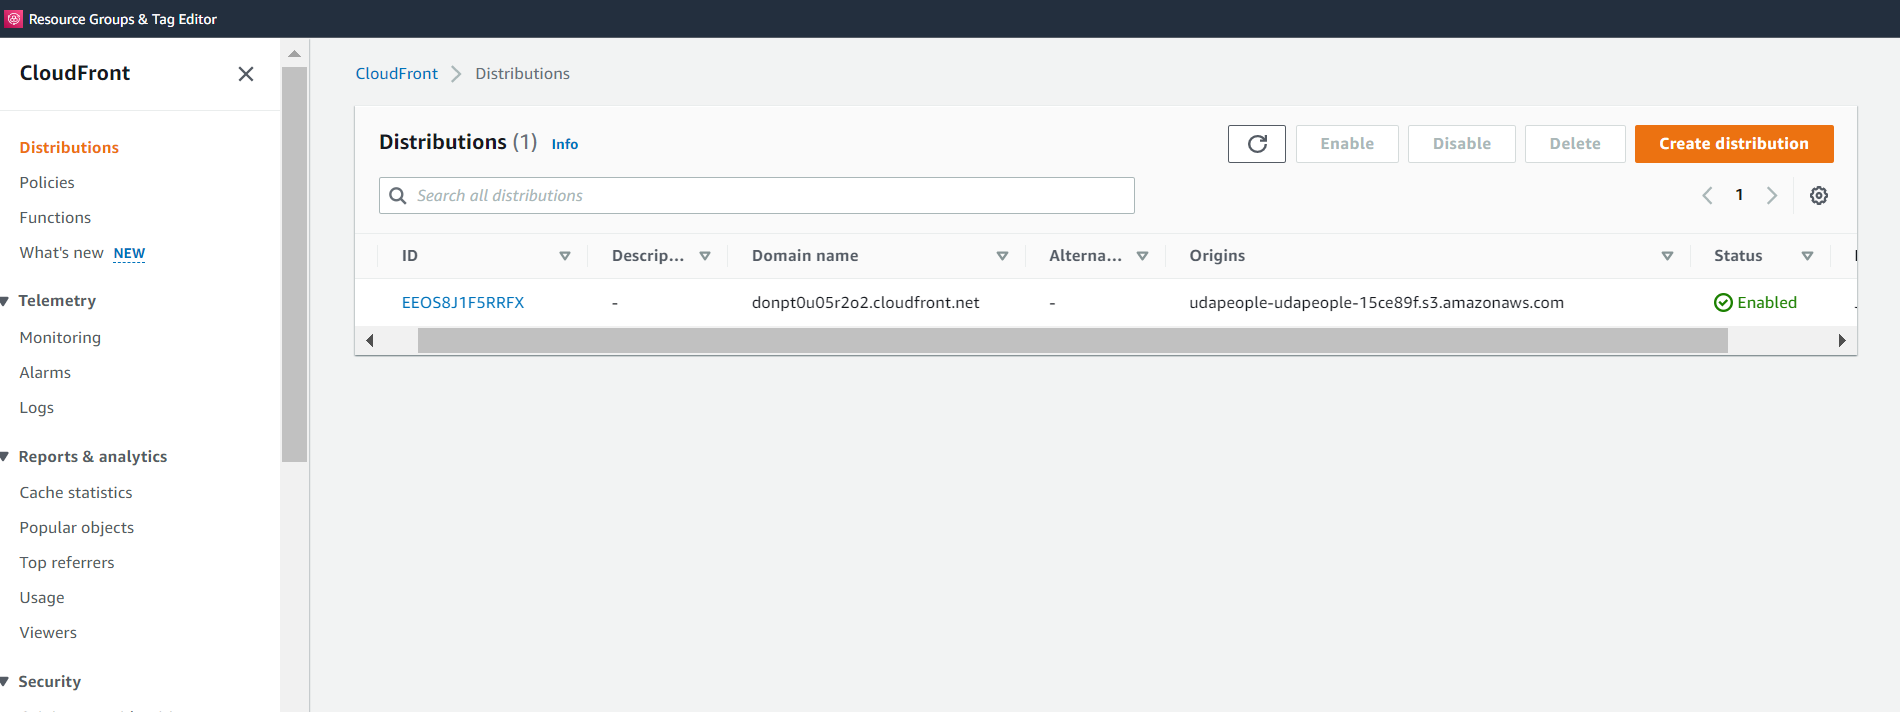 Resource Groups & Tag Editor
CloudFront
Distributions
Policies
Functions
What's new NEW
Telemetry
Monitoring
Alarms
Logs
Reports & analytics
Cache statistics
Popular objects
Top referrers
Usage
Viewers
Security
CloudFront > Distributions
Distributions (1) Info
Enable Disable Delete Create distribution
Search all distributions
1
ID Descrip... Domain name Alterna... Origins Status
EEOS8J1F5RRFX - donpt0u05r2o2.cloudfront.net - udapeople-udapeople-15ce89f.s3.amazonaws.com Enabled